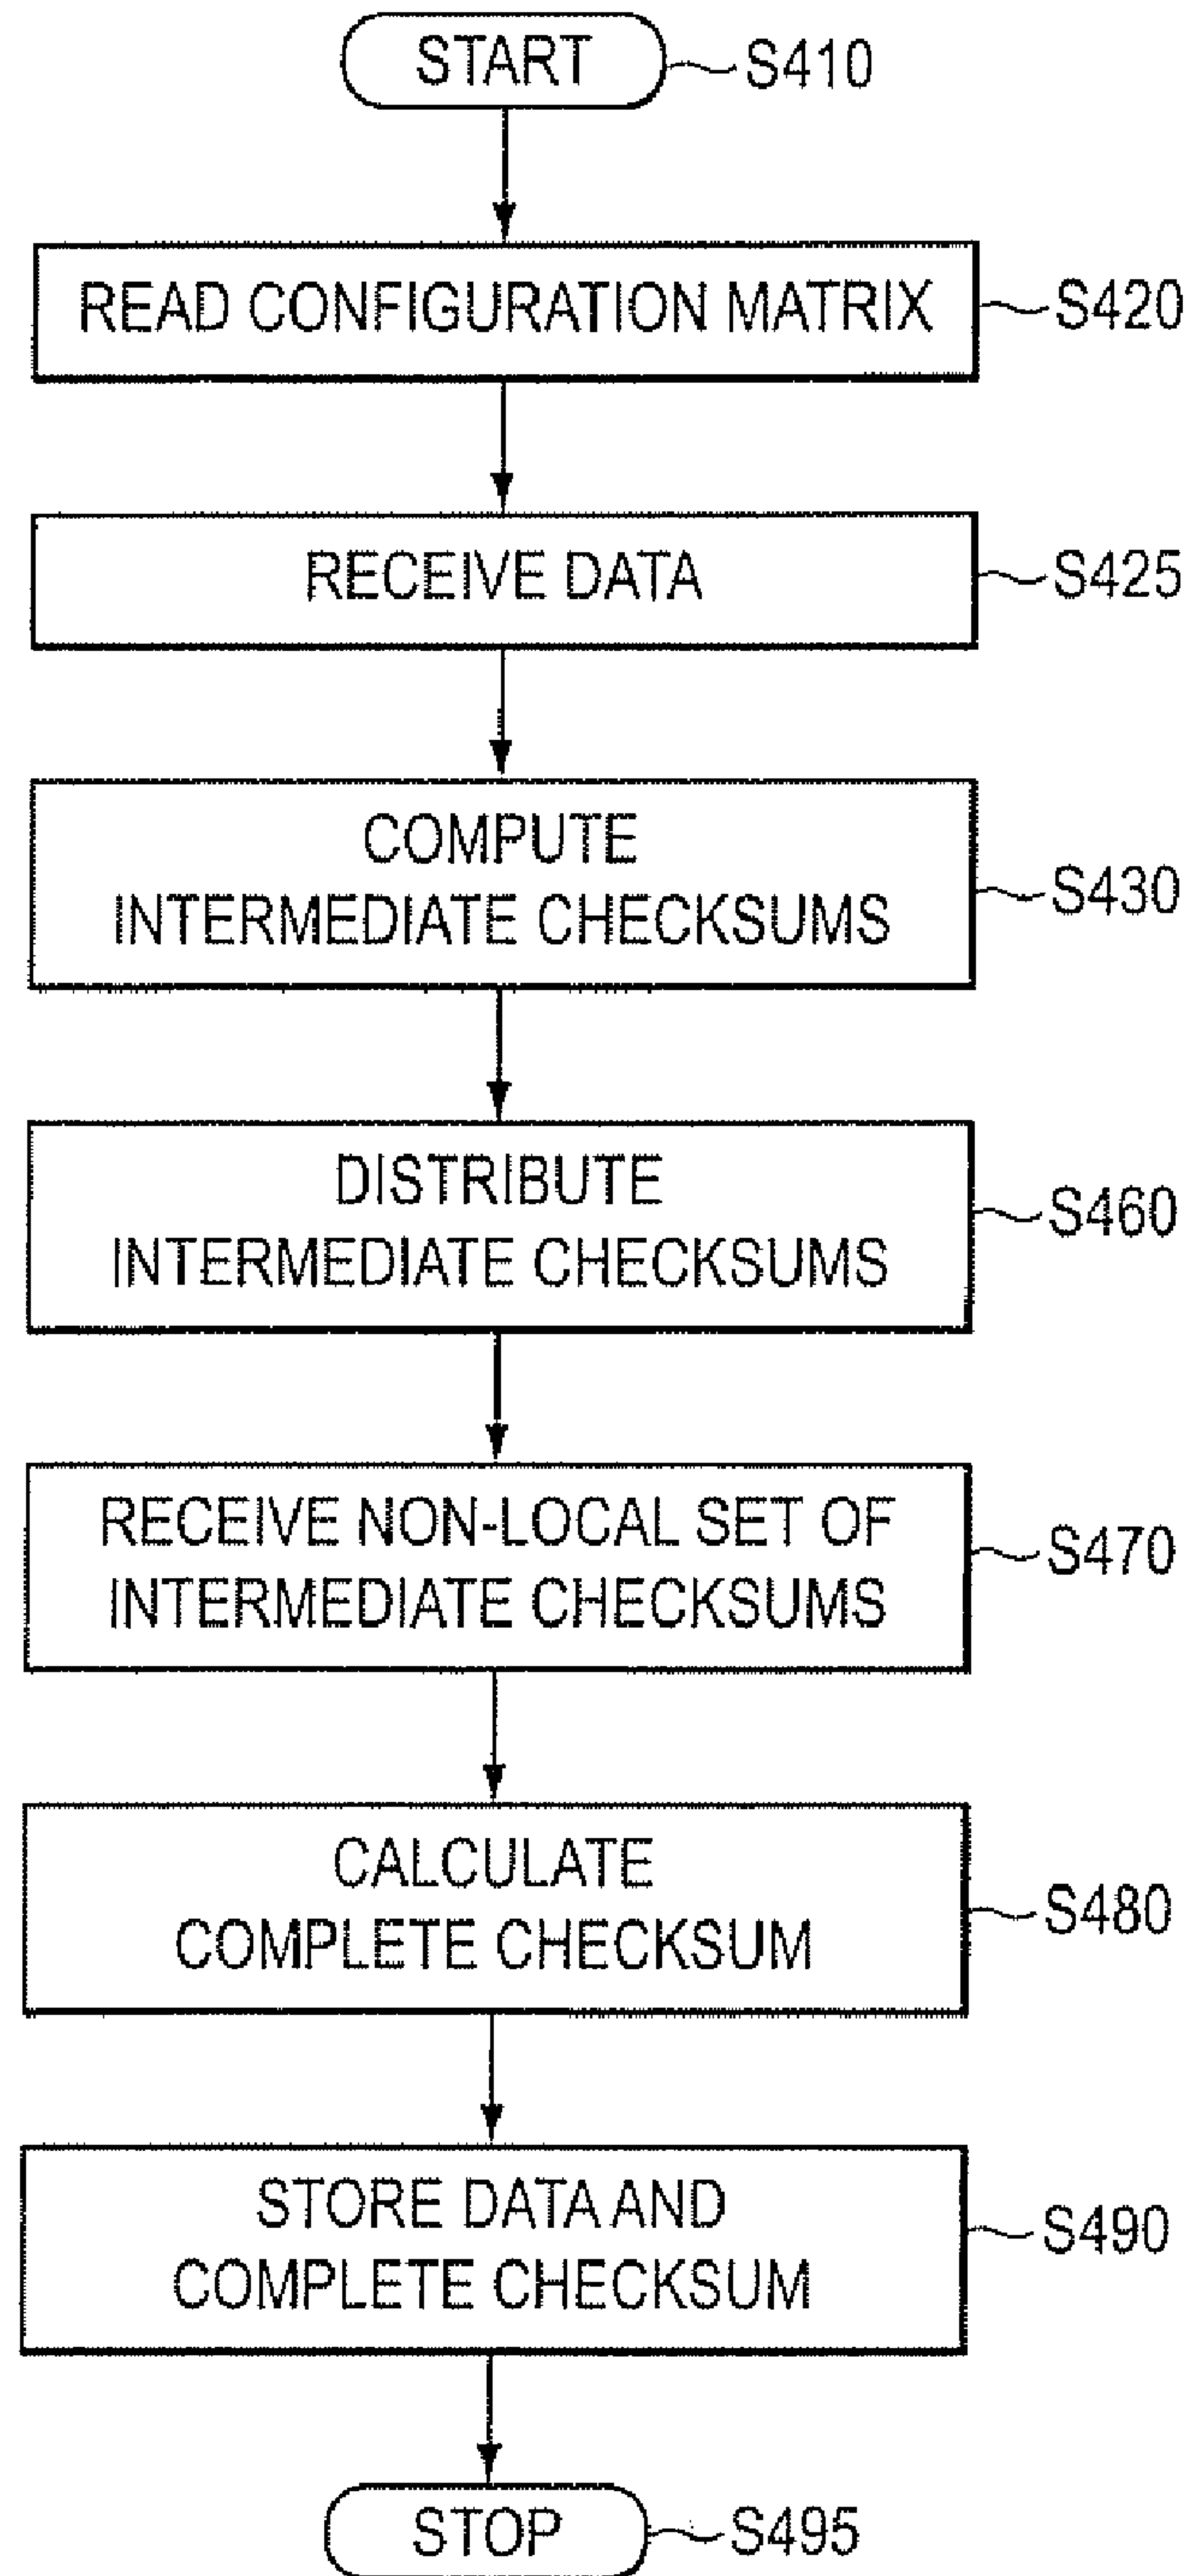 START
S410
READ CONFIGURATION MATRIX
S420
RECEIVE DATA
S425
COMPUTE
INTERMEDIATE CHECKSUMS
S430
DISTRIBUTE
INTERMEDIATE CHECKSUMS
S460
RECEIVE NON-LOCAL SET OF
INTERMEDIATE CHECKSUMS
S470
CALCULATE
COMPLETE CHECKSUM
S480
STORE DATA AND
COMPLETE CHECKSUM
S490
STOP
S495